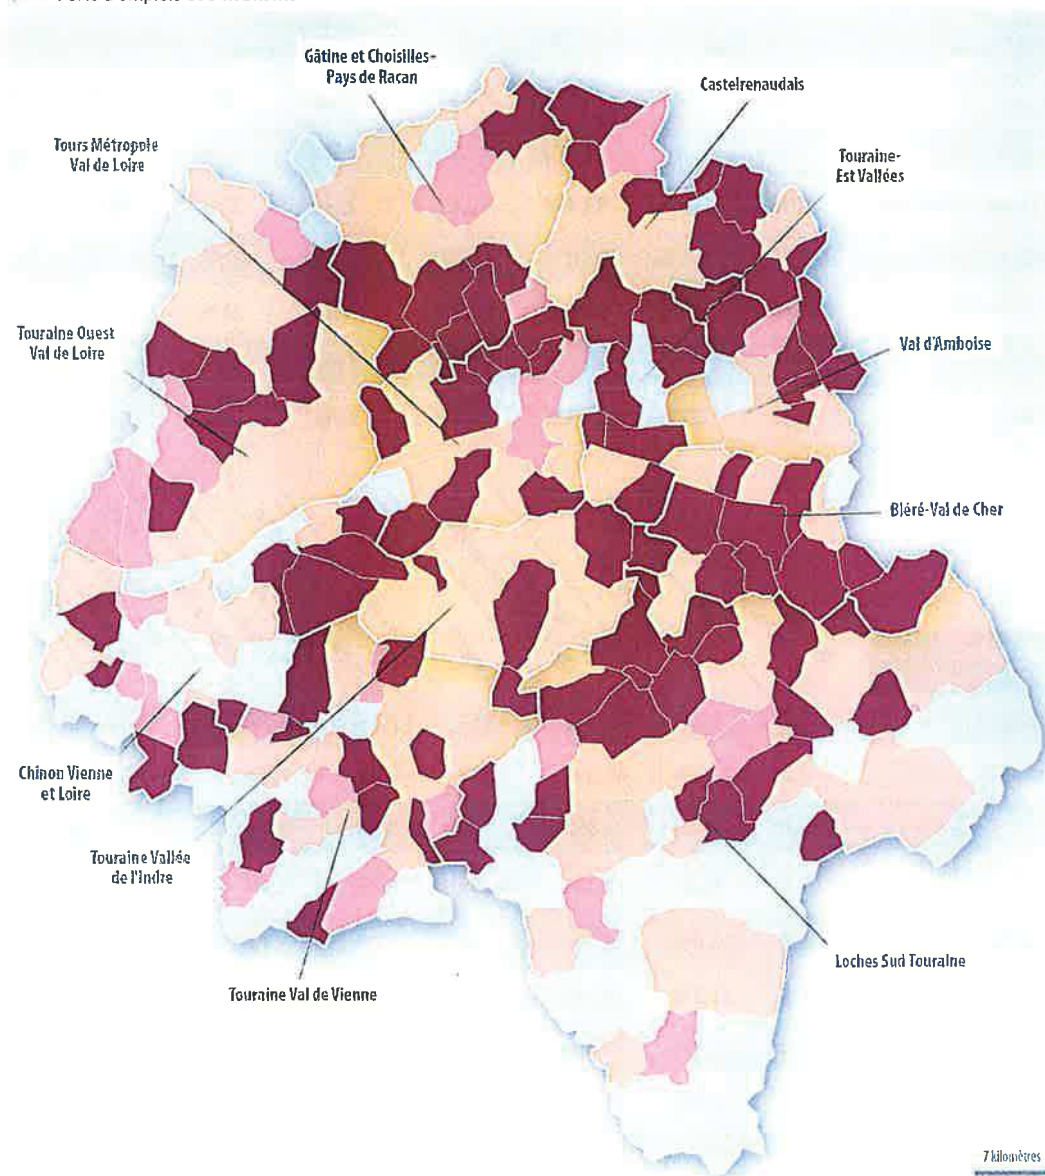 Gâtine et Choisilles-
Pays de Racan
Castelrenaudais
Tours Métropole
Val de Loire
Touraine-
Est Vallées
Touraine Ouest
Val de Loire
Val d'Amboise
Bléré-Val de Cher
Chinon Vienne
et Loire
Touraine Vallée
de l'Indre
Loches Sud Touraine
Touraine Val de Vienne
7 kilomètres